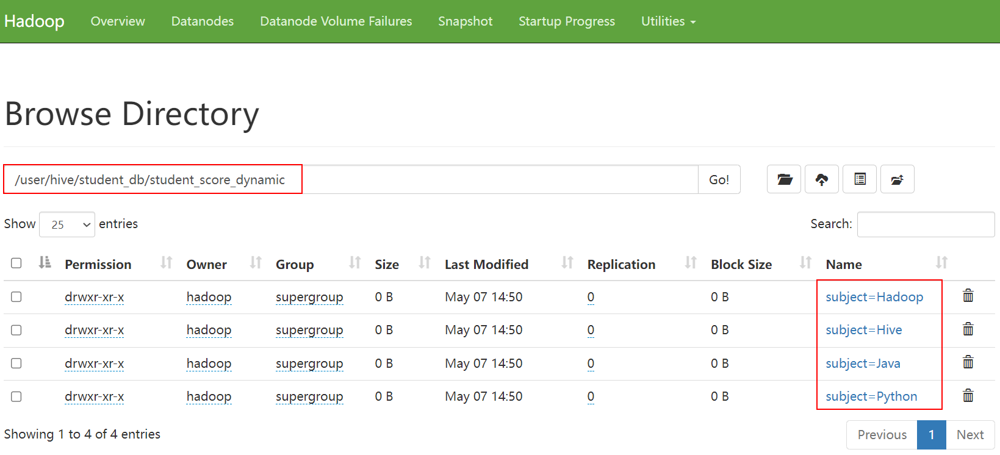 Hadoop Overview Datanodes Datanode Volume Failures Snapshot Startup Progress Utilities
Browse Directory
/user/hive/student_db/student_score_dynamic Go!
Show 25 entries Search:
Permission Owner Group Size Last Modified Replication Block Size Name
drwxr-xr-x hadoop supergroup 0 B May 07 14:50 0 0 B subject=Hadoop
drwxr-xr-x hadoop supergroup 0 B May 07 14:50 0 0 B subject=Hive
drwxr-xr-x hadoop supergroup 0 B May 07 14:50 0 0 B subject=Java
drwxr-xr-x hadoop supergroup 0 B May 07 14:50 0 0 B subject=Python
Showing 1 to 4 of 4 entries Previous 1 Next